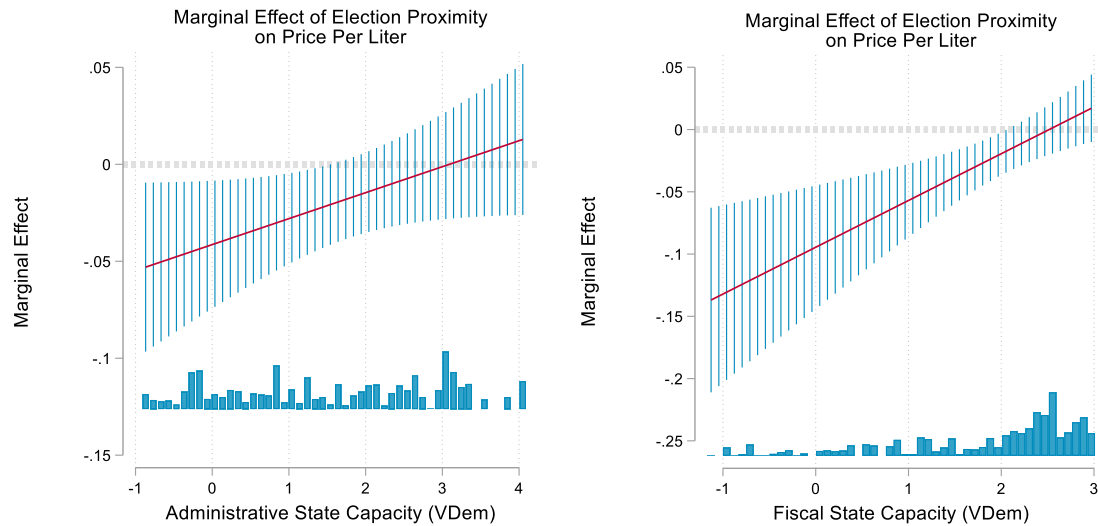 Marginal Effect of Election Proximity
on Price Per Liter
.05
0
-.05
-.1
-.15
Marginal Effect
-1 0 1 2 3 4
Administrative State Capacity (VDem)
Marginal Effect of Election Proximity
on Price Per Liter
.05
0
-.05
-.1
-.15
-.2
-.25
Marginal Effect
-1 0 1 2 3
Fiscal State Capacity (VDem)